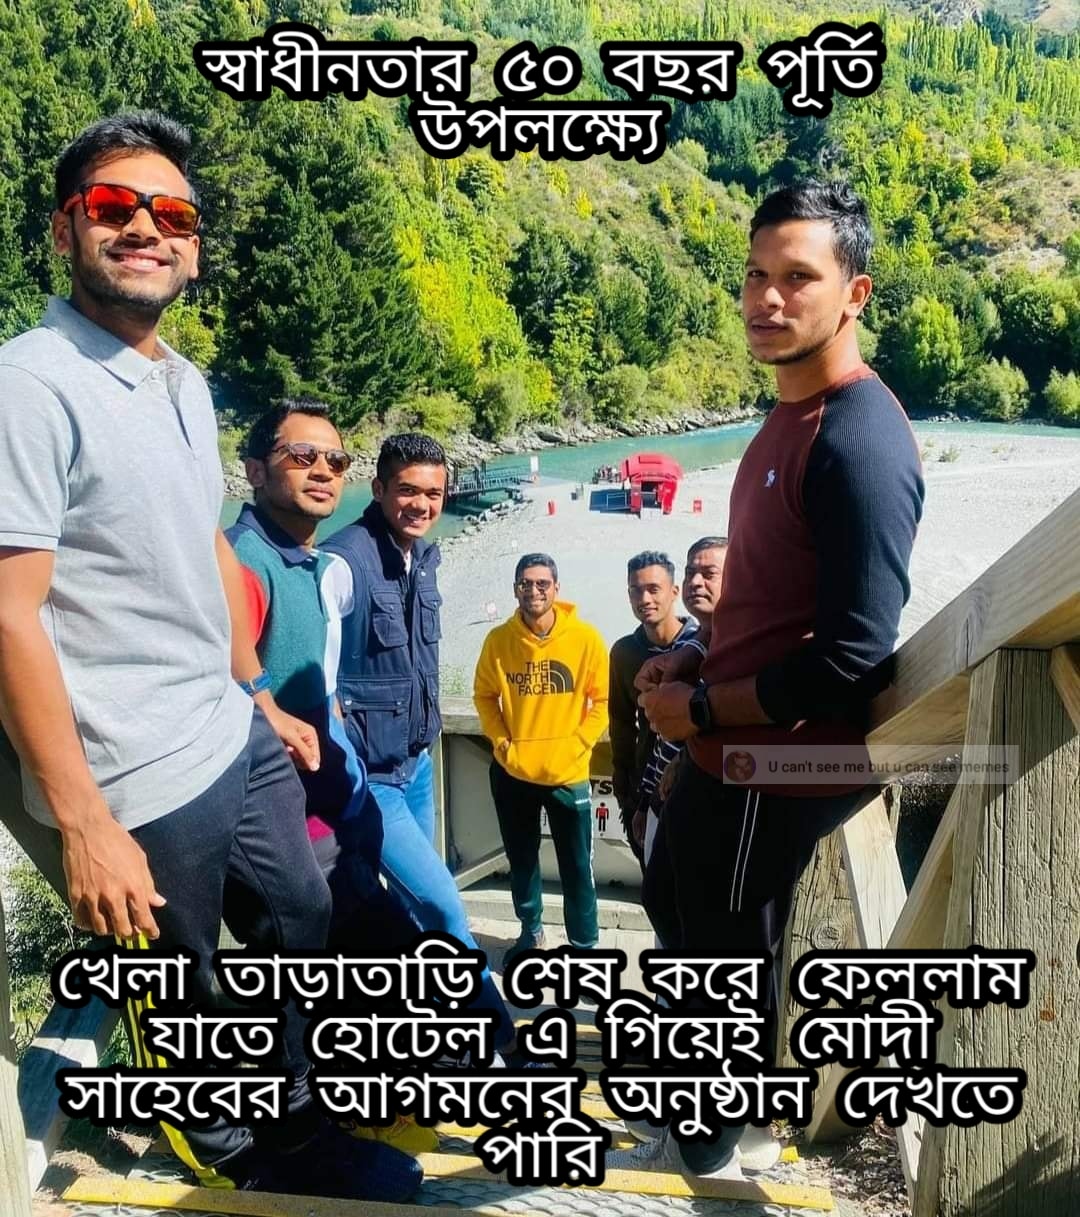 স্বাধীনতার ৫০ বছর পূর্তি
উপলক্ষ্যে
THE
NORTH
FACE
U can't see me but u can see memes
খেলা তাড়াতাড়ি শেষ করে ফেললাম
যাতে হোটেল এ গিয়েই মোদী
সাহেবের আগমনের অনুষ্ঠান দেখতে
পারি